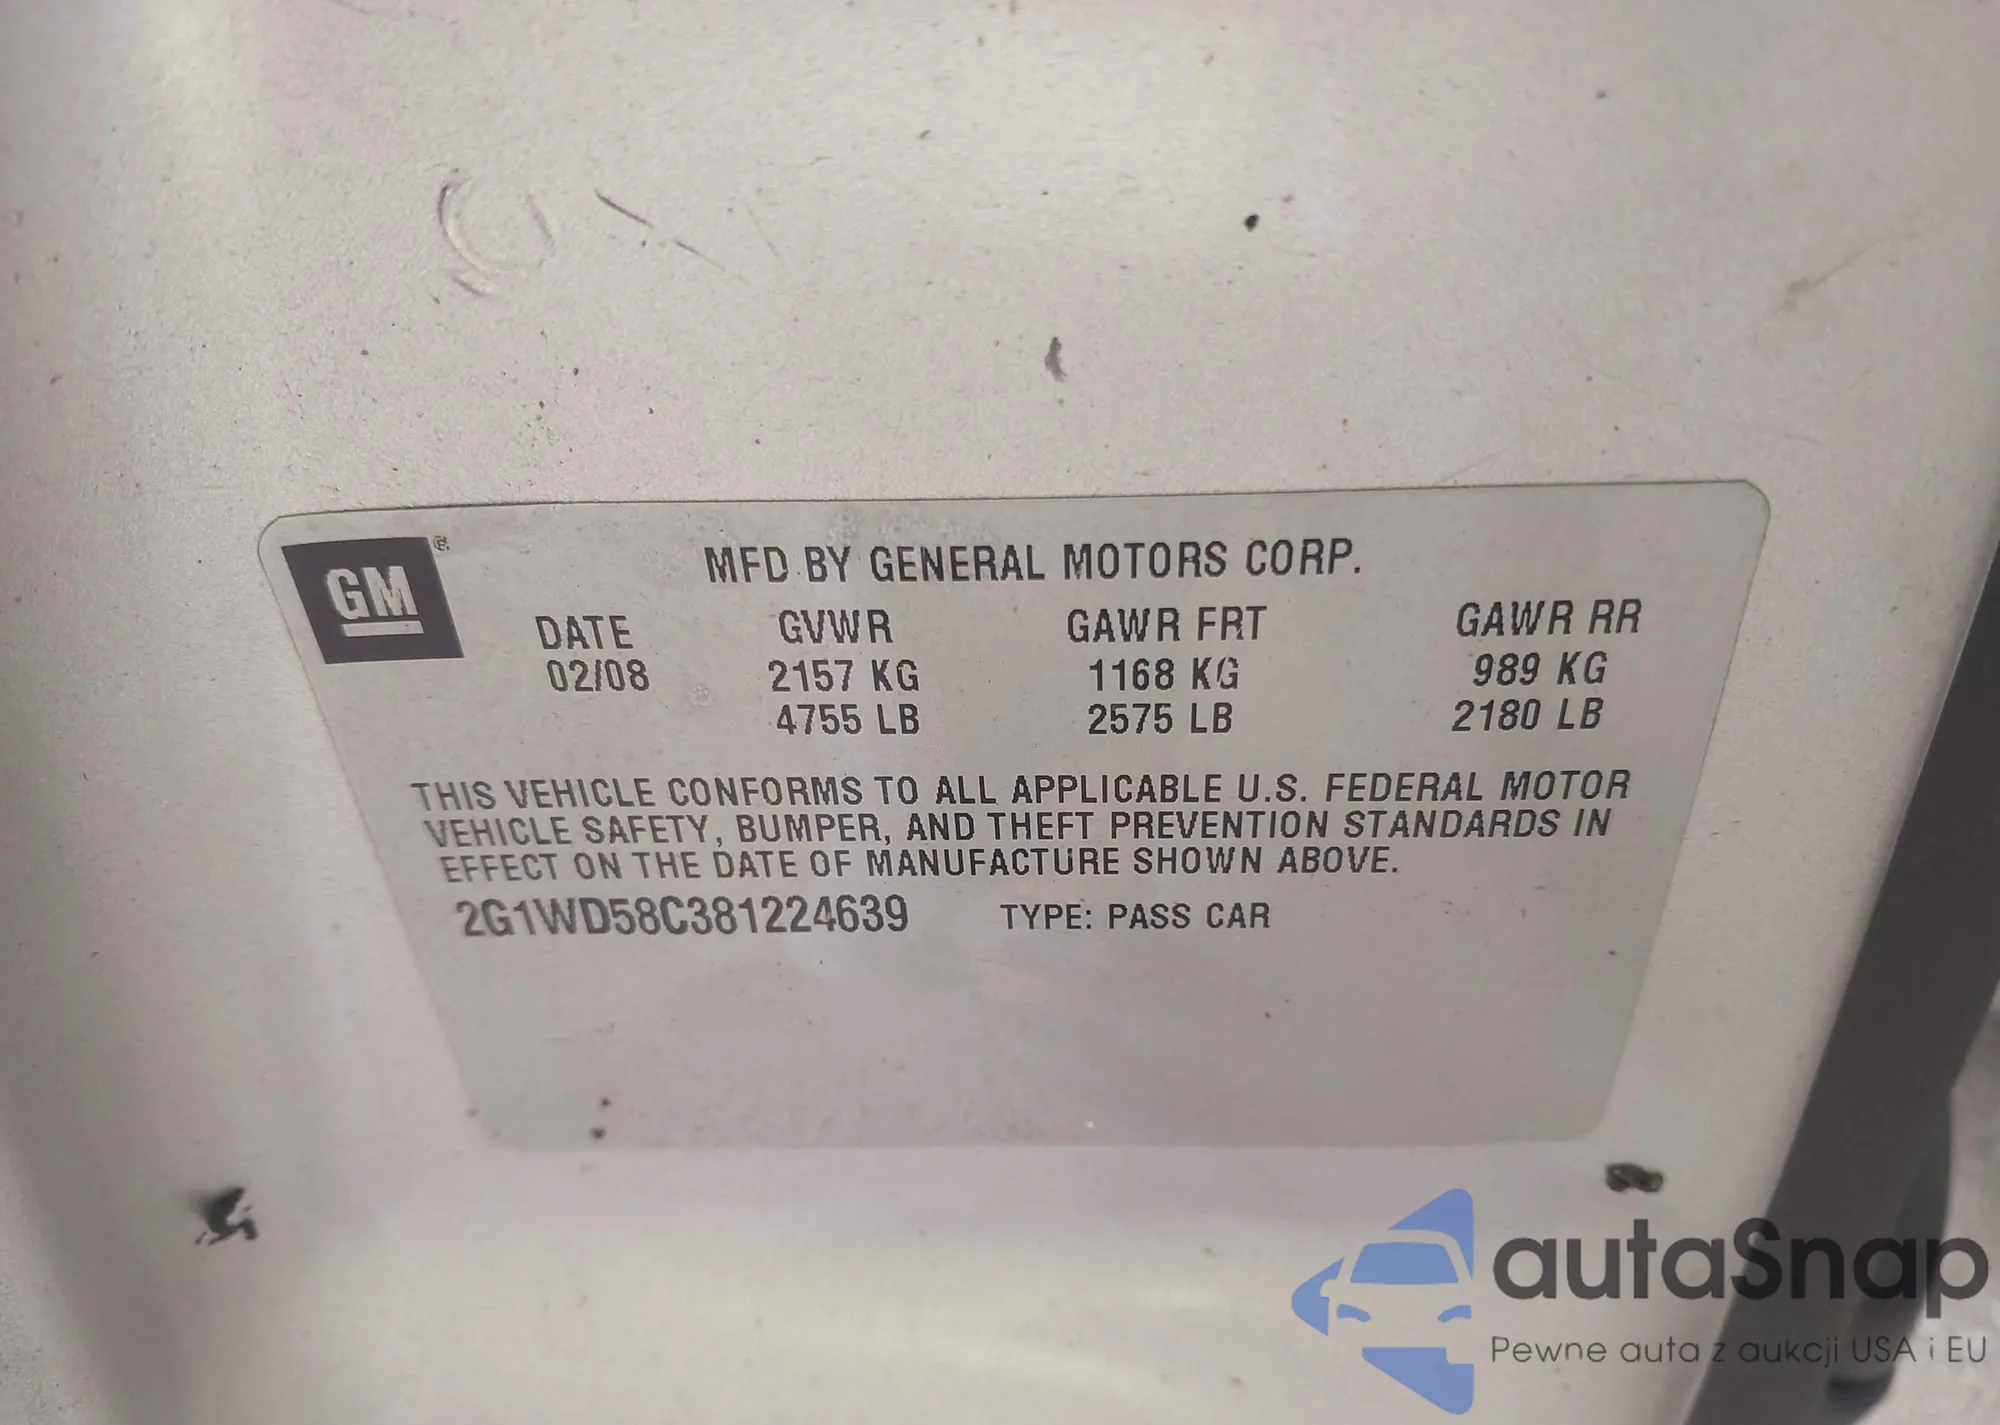 GM ®
MFD BY GENERAL MOTORS CORP.
DATE GVWR GAWR FRT GAWR RR
02/08 2157 KG 1168 KG 989 KG
4755 LB 2575 LB 2180 LB
THIS VEHICLE CONFORMS TO ALL APPLICABLE U.S. FEDERAL MOTOR
VEHICLE SAFETY, BUMPER, AND THEFT PREVENTION STANDARDS IN
EFFECT ON THE DATE OF MANUFACTURE SHOWN ABOVE.
2G1WD58C381224639 TYPE: PASS CAR
autaSnap
Pewne auta z aukcji USA i EU